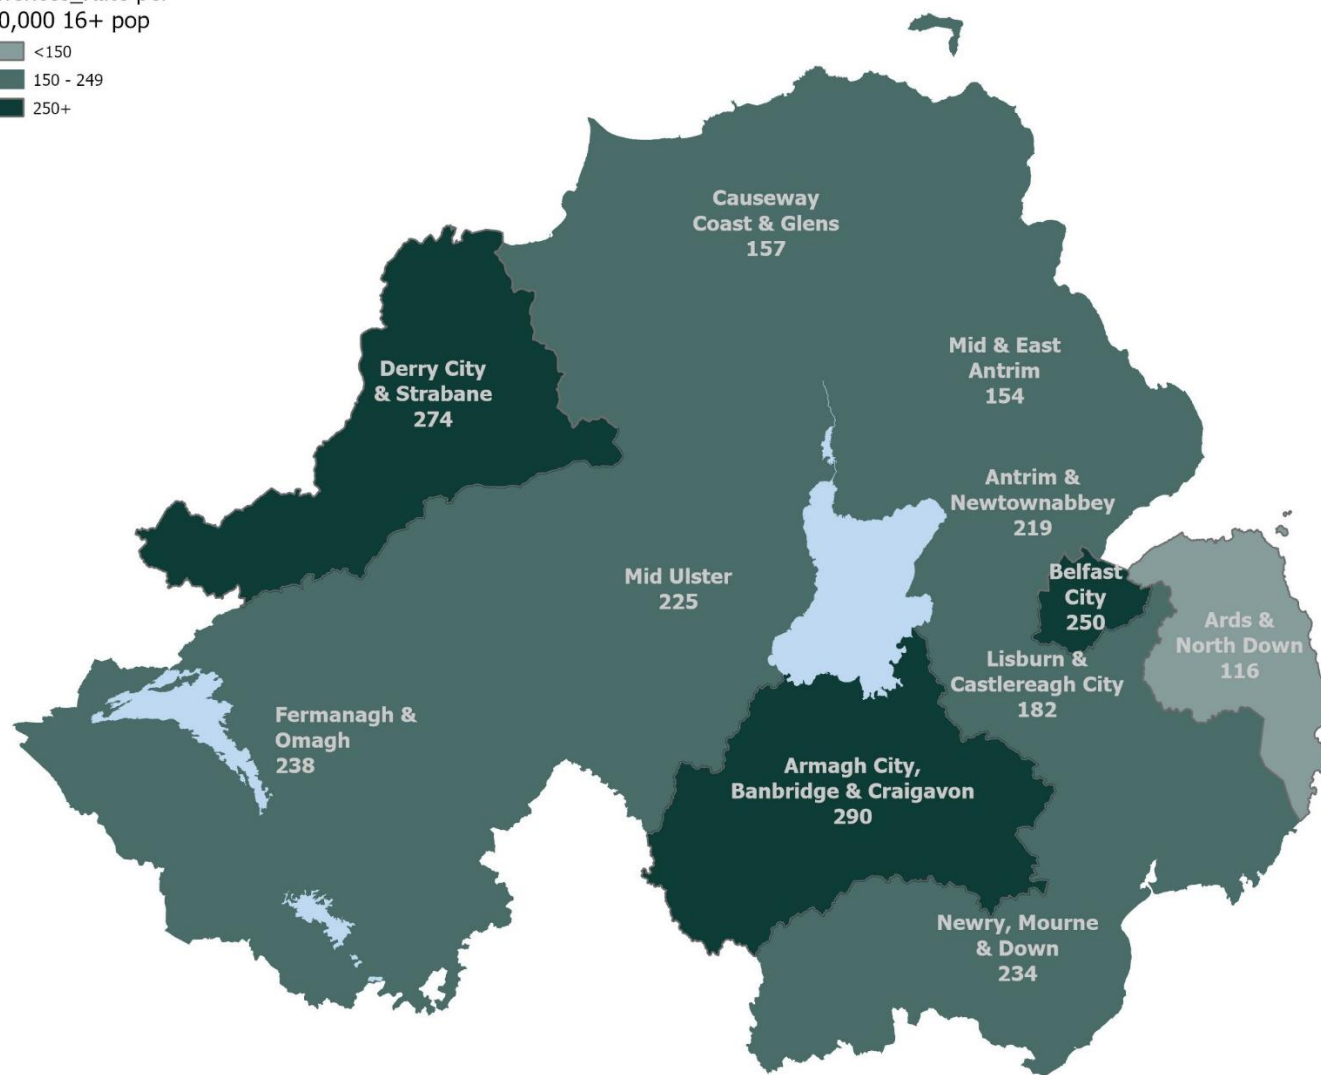 0,000 16+ pop
<150
150 - 249
250+
Causeway
Coast & Glens
157
Mid & East
Antrim
154
Derry City
& Strabane
274
Antrim &
Newtownabbey
219
Mid Ulster
225
Belfast
City
250
Ards &
North Down
116
Lisburn &
Castlereagh City
182
Fermanagh &
Omagh
238
Armagh City,
Banbridge & Craigavon
290
Newry, Mourne
& Down
234